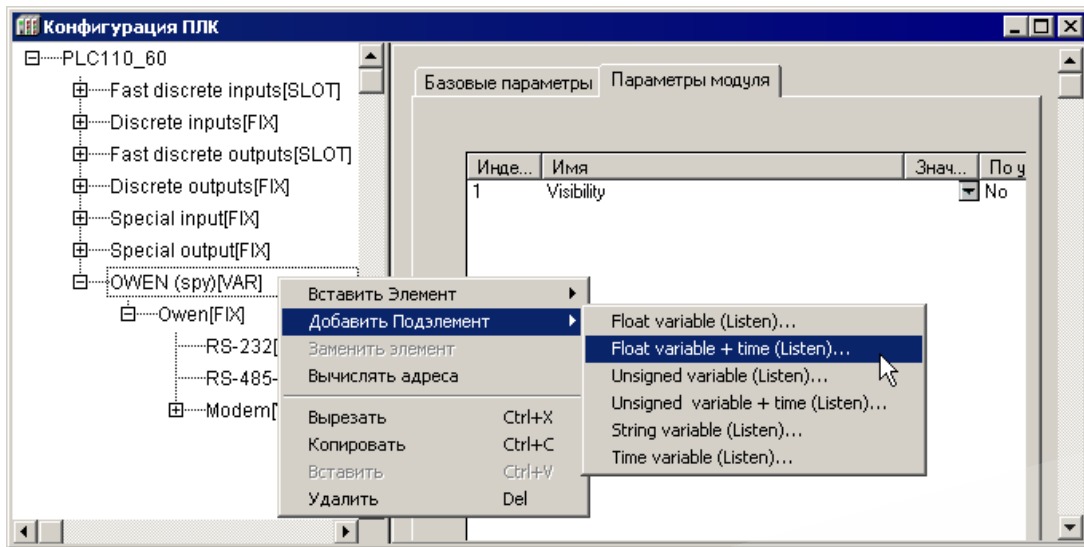 Конфигурация ПЛК
PLC110_60
Fast discrete inputs[SLOT]
Discrete inputs[FIX]
Fast discrete outputs[SLOT]
Discrete outputs[FIX]
Special input[FIX]
Special output[FIX]
OWEN (spy)[VAR]
Owen[FIX]
RS-232[
RS-485-
Modem[
Базовые параметры Параметры модуля
Инде... Имя Знач... По у
1 Visibility No
Вставить Элемент
Добавить Подэлемент
Заменить элемент
Вычислять адреса
Вырезать Ctrl+X
Копировать Ctrl+C
Вставить Ctrl+V
Удалить Del
Float variable (Listen)...
Float variable + time (Listen)...
Unsigned variable (Listen)...
Unsigned variable + time (Listen)...
String variable (Listen)...
Time variable (Listen)...